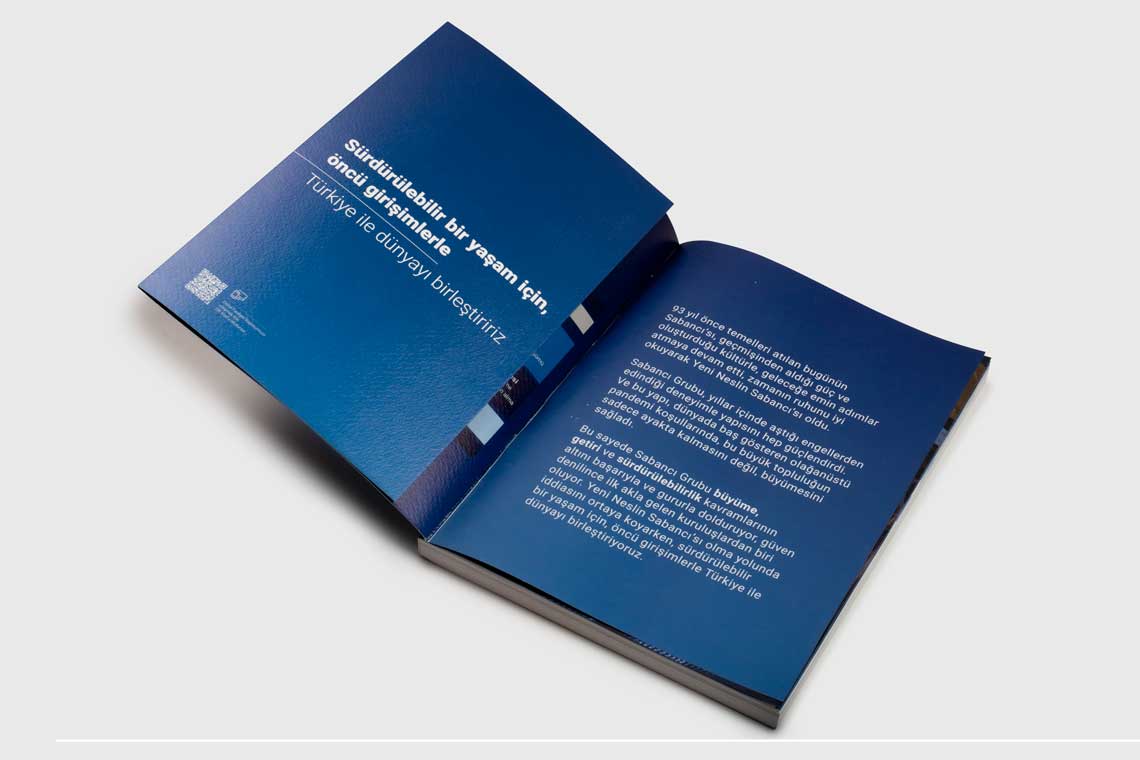 Sürdürülebilir bir yaşam için,
öncü girişimlerle
Türkiye ile dünyayı birleştiririz
93 yıl önce temelleri atılan bugünün
Sabancı'sı, geçmişinden aldığı güç ve
oluşturduğu kültürle, geleceğe emin adımlar
atmaya devam etti, zamanın ruhunu iyi
okuyarak Yeni Neslin Sabancı'sı oldu.
Sabancı Grubu, yıllar içinde aştığı engellerden
edindiği deneyimle yapısını hep güçlendirdi.
ve bu yapı, dünyada baş gösteren olağanüstü
pandemi koşullarında, bu büyük topluluğun
sadece ayakta kalmasını değil, büyümesini
sağladı.
Bu sayede Sabancı Grubu büyüme,
getiri ve sürdürülebilirlik kavramlarının
altını başarıyla ve gururla dolduruyor, güven
denilince ilk akla gelen kuruluşlardan biri
oluyor. Yeni Neslin Sabancı'sı olma yolunda
iddiasını ortaya koyarken, sürdürülebilir
bir yaşam için, öncü girişimlerle Türkiye ile
dünyayı birleştiriyoruz.